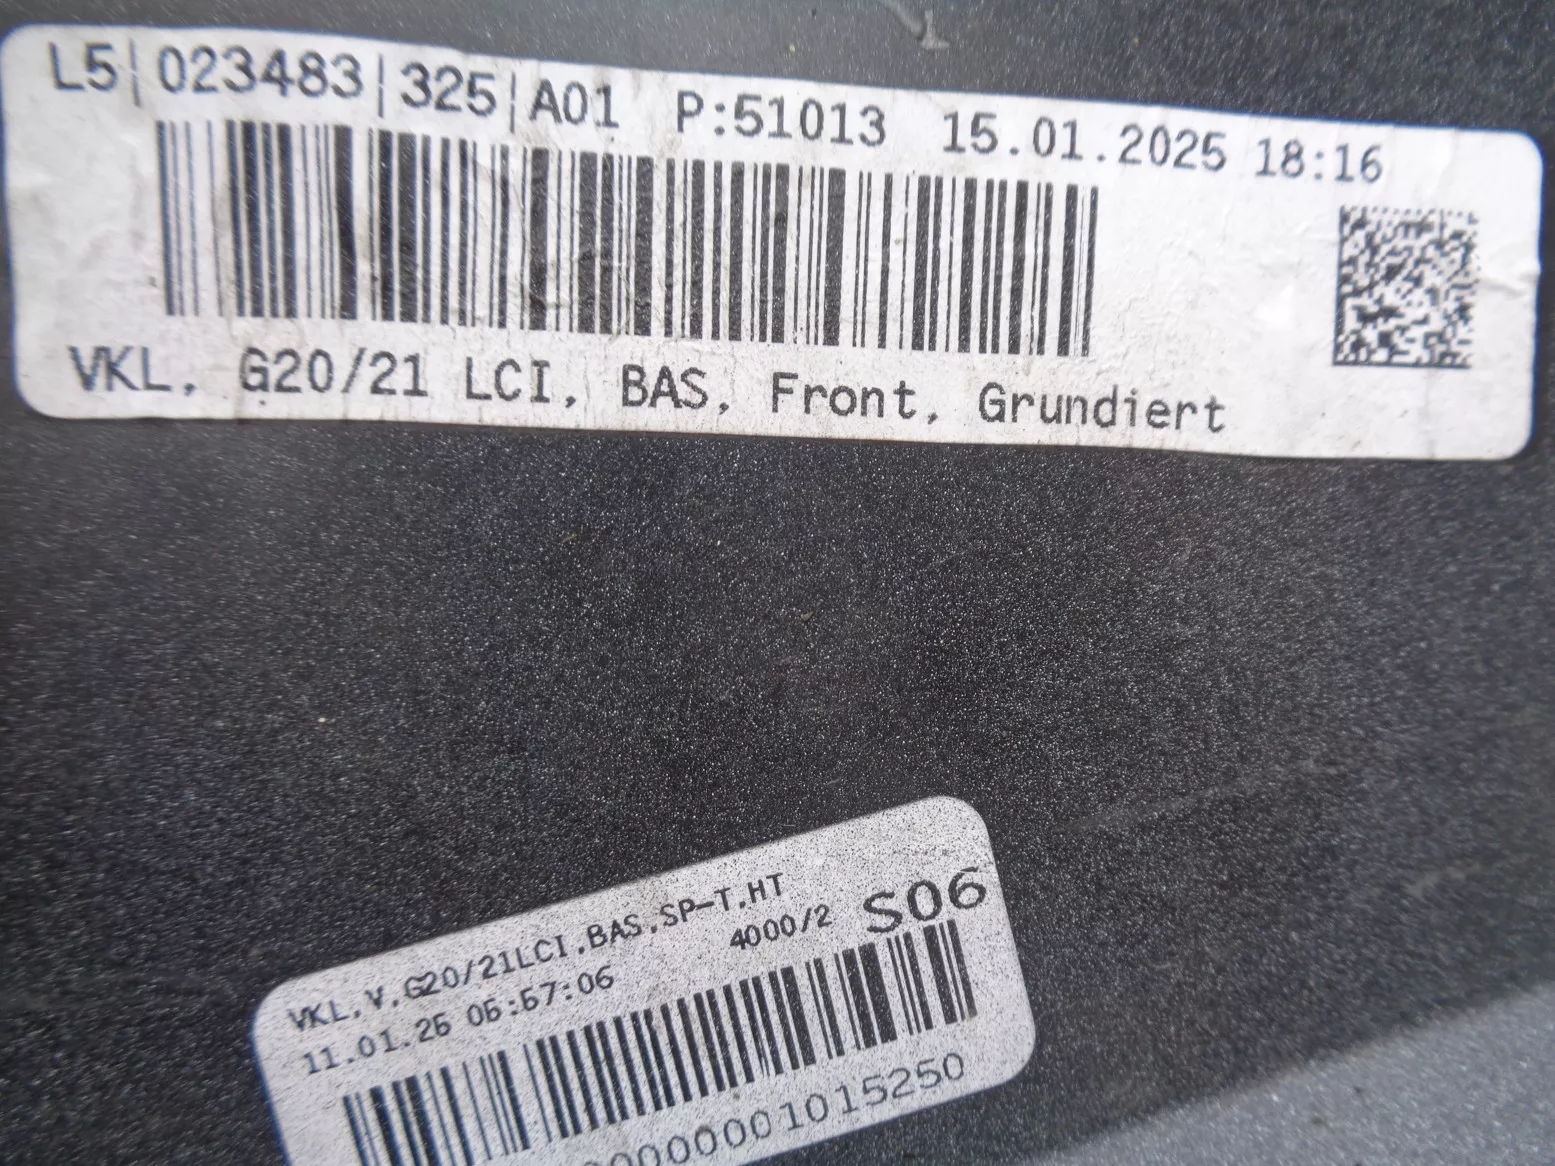 L5|023483|325|A01 P:51013 15.01.2025 18:16
VKL, G20/21 LCI, BAS, Front, Grundiert
VKL,V,G20/21LCI,BAS,SP-T,HT
11.01.25 05:57:06 4000/2 S06
0000001015250